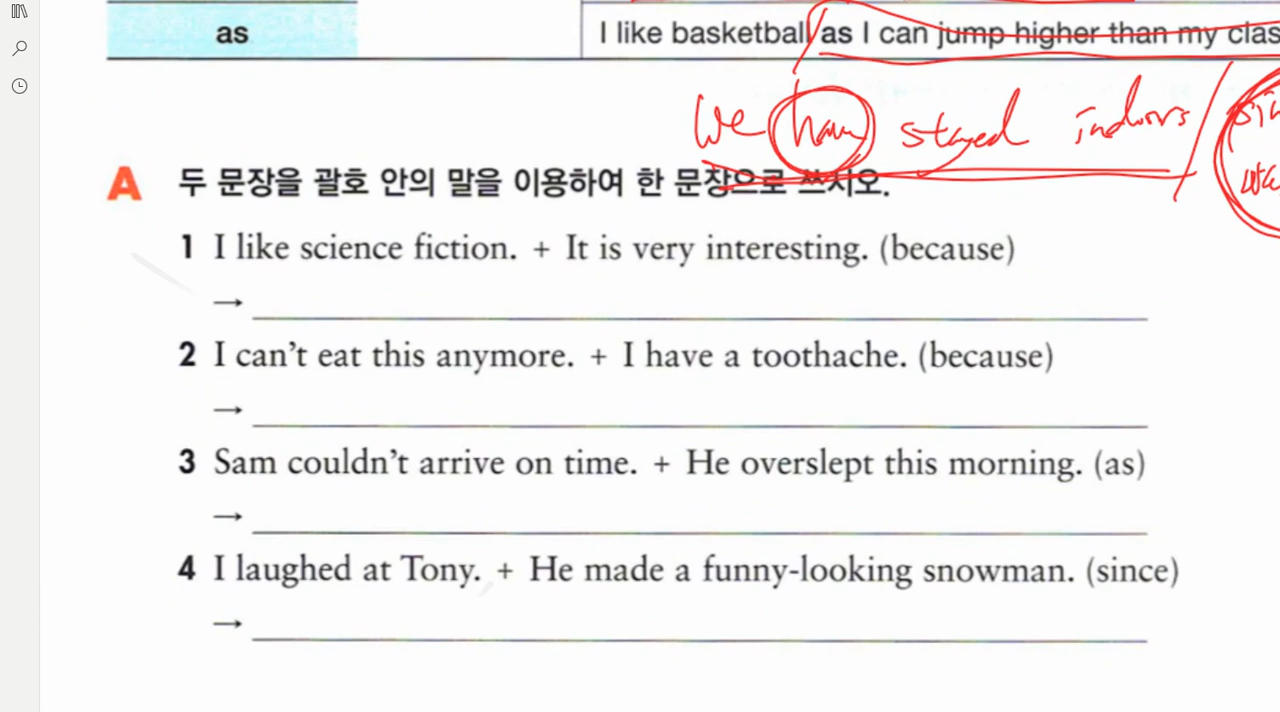 as I like basketball as I can jump higher than my clas
We have stayed indoors
A 두 문장을 괄호 안의 말을 이용하여 한 문장으로 쓰시오.
1 I like science fiction. + It is very interesting. (because)
→
2 I can't eat this anymore. + I have a toothache. (because)
→
3 Sam couldn't arrive on time. + He overslept this morning. (as)
→
4 I laughed at Tony. + He made a funny-looking snowman. (since)
→